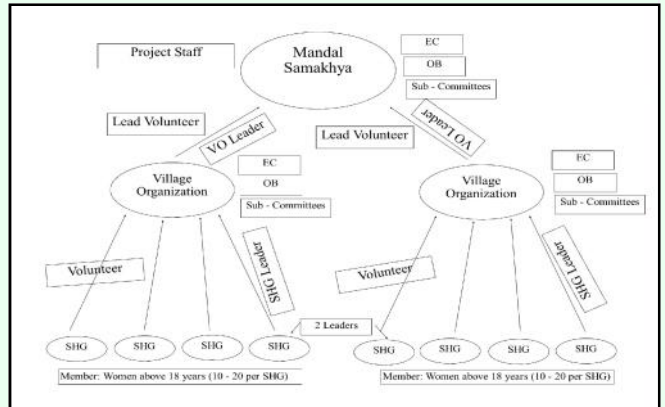 Project Staff
Mandal
Samakhya
EC
OB
Sub - Committees
Lead Volunteer
VO Leader
Lead Volunteer
VO Leader
Village
Organization
EC
OB
Sub - Committees
Village
Organization
EC
OB
Sub - Committees
Volunteer
SHG Leader
Volunteer
SHG Leader
2 Leaders
SHG
SHG
SHG
SHG
SHG
SHG
SHG
SHG
Member: Women above 18 years (10 - 20 per SHG)
Member: Women above 18 years (10 - 20 per SHG)